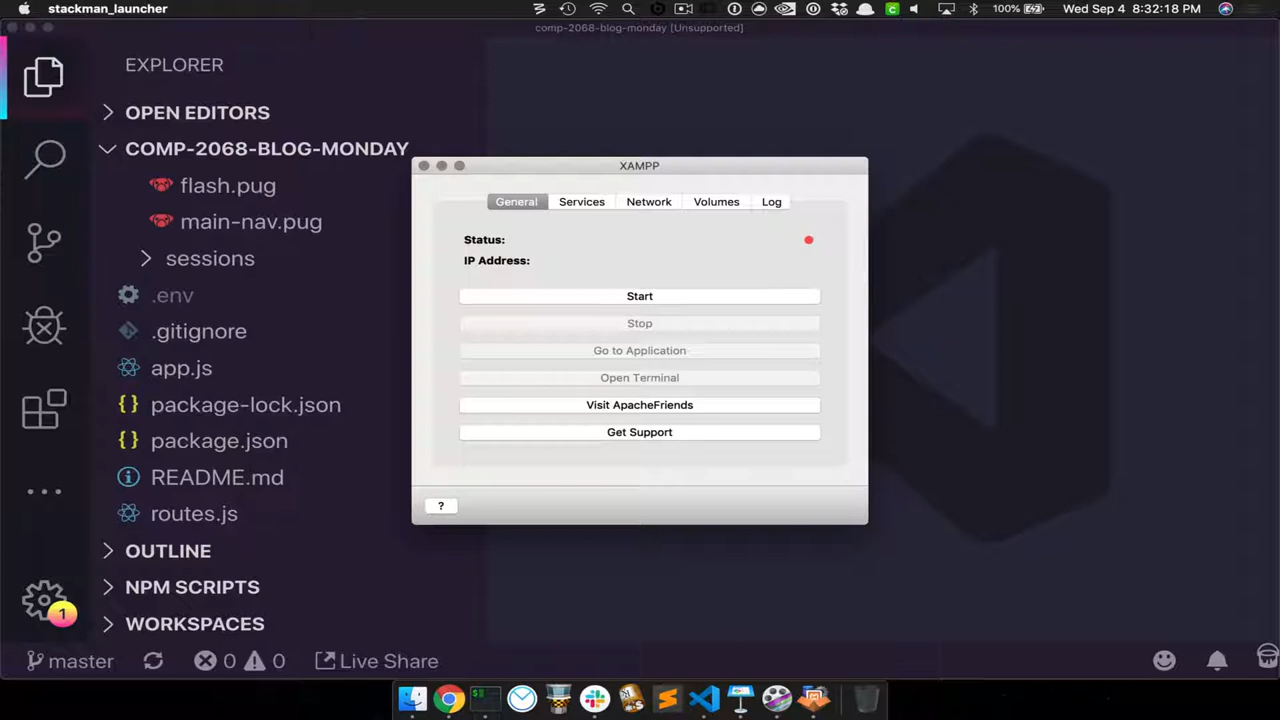 stackman_launcher
100%
Wed Sep 4 8:32:18 PM
comp-2068-blog-monday [Unsupported]
EXPLORER
OPEN EDITORS
COMP-2068-BLOG-MONDAY
flash.pug
main-nav.pug
sessions
.env
.gitignore
app.js
package-lock.json
package.json
README.md
routes.js
OUTLINE
NPM SCRIPTS
WORKSPACES
1
XAMPP
General Services Network Volumes Log
Status:
IP Address:
Start
Stop
Go to Application
Open Terminal
Visit ApacheFriends
Get Support
?
master 0 0 Live Share